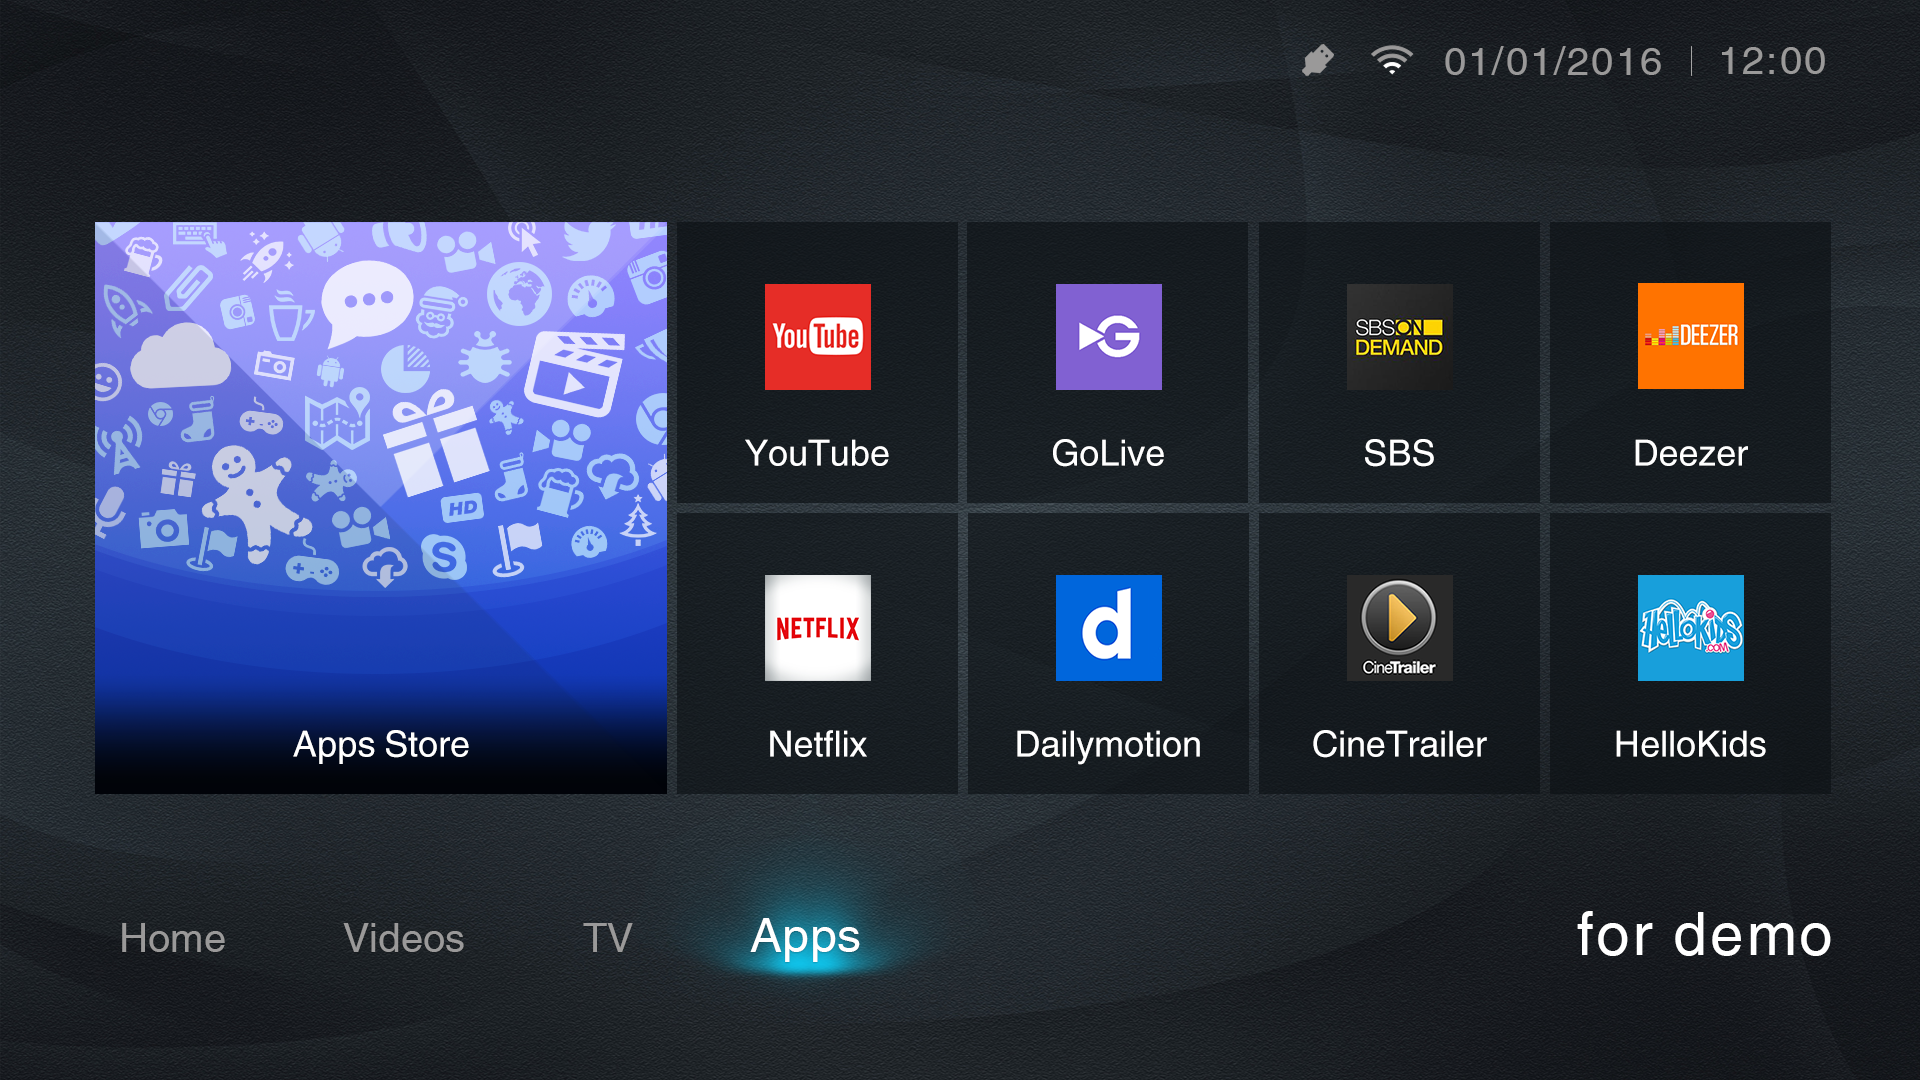 01/01/2016 | 12:00
HD
S
Apps Store
YouTube
YouTube
G
GoLive
SBS ON
DEMAND
SBS
DEEZER
Deezer
NETFLIX
Netflix
d
Dailymotion
CineTrailer
CineTrailer
HelloKids
.COM
HelloKids
Home
Videos
TV
Apps
for demo